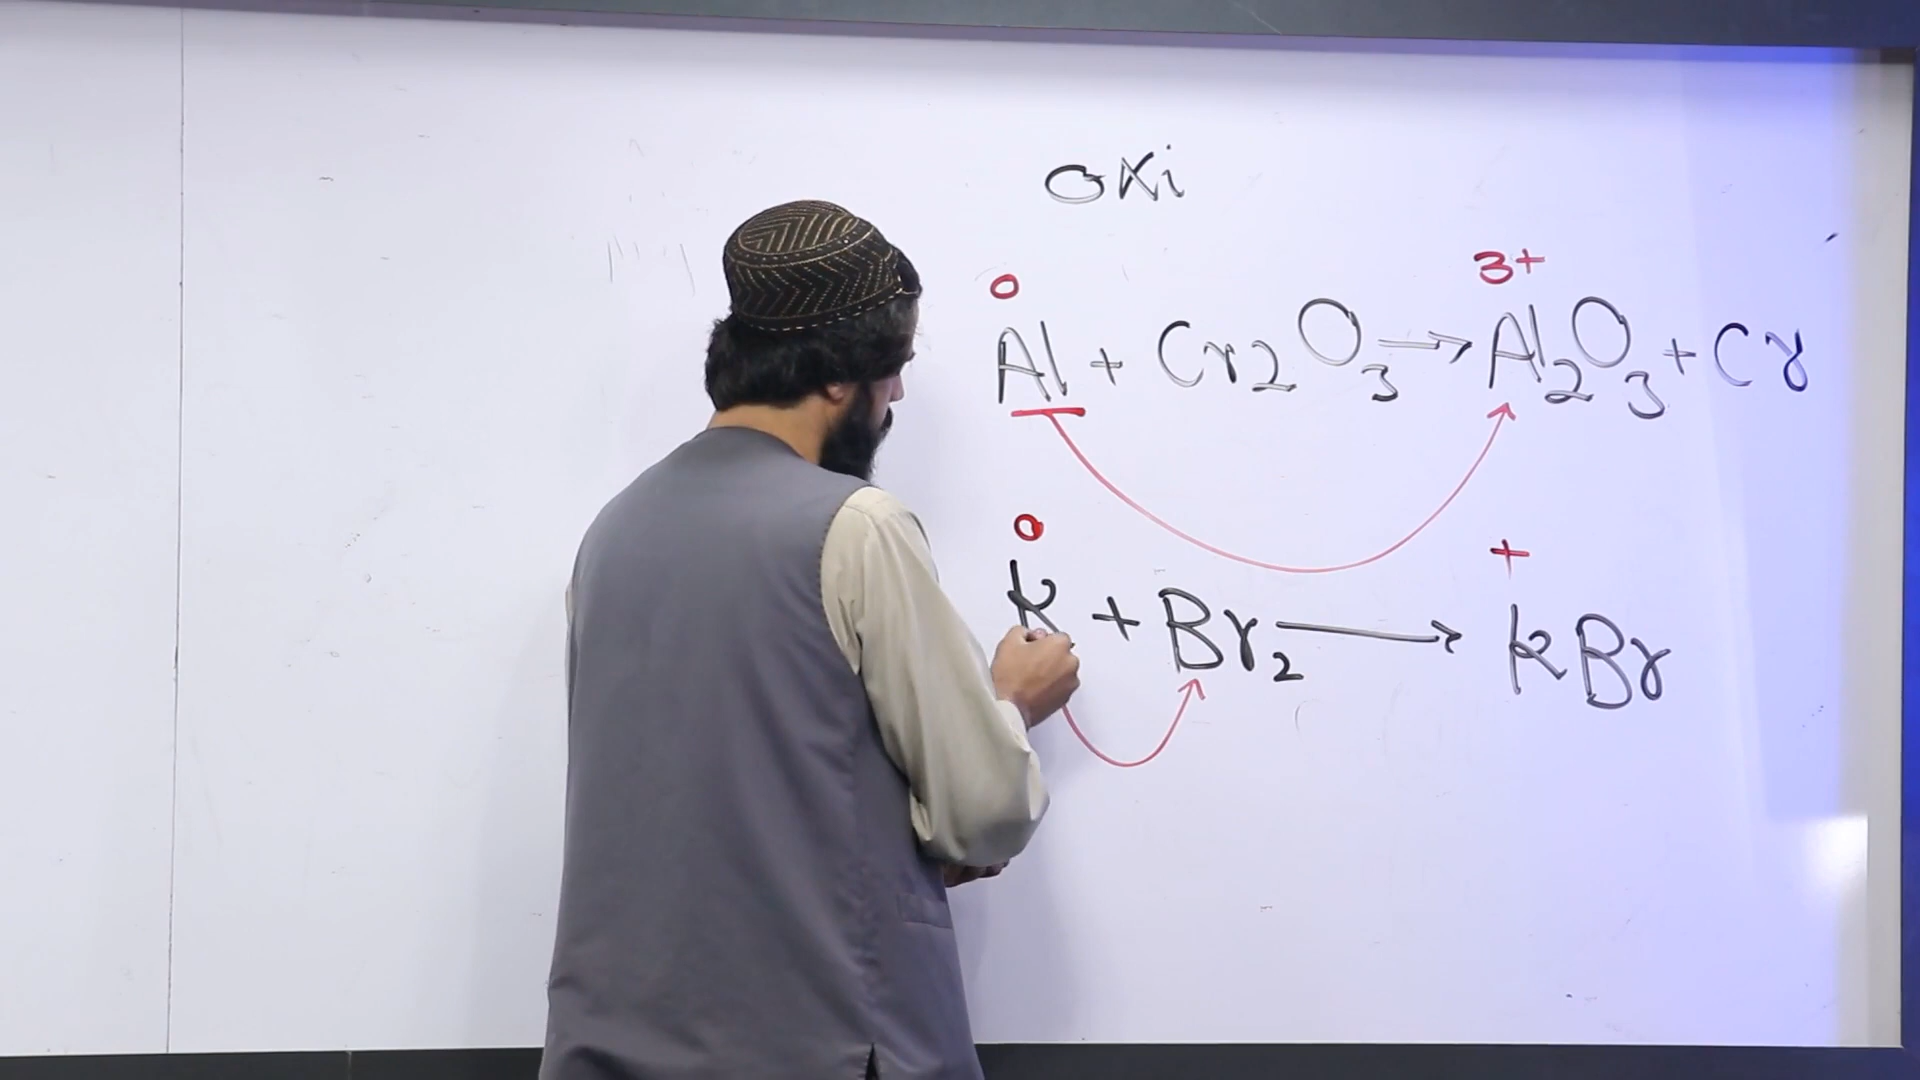 oxi
0 3+
Al + Cr2O3 → Al2O3 + Cr
0 +
K + Br2 → KBr